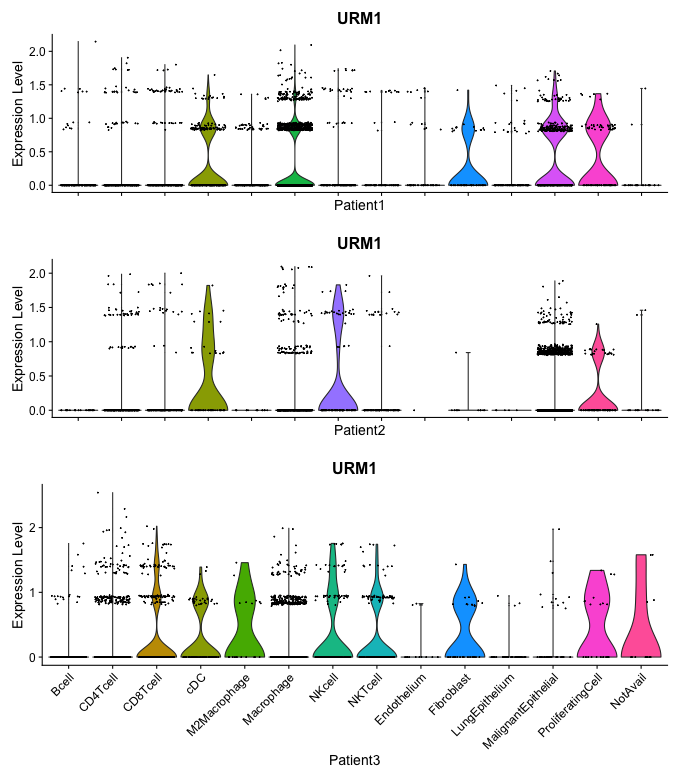 URM1
Expression Level
2.0
1.5
1.0
0.5
0.0
Patient1
URM1
Expression Level
2.0
1.5
1.0
0.5
0.0
Patient2
URM1
Expression Level
2
1
0
Bcell
CD4Tcell
CD8Tcell
cDC
M2Macrophage
Macrophage
NKcell
NKTcell
Endothelium
Fibroblast
LungEpithelium
MalignantEpithelial
ProliferatingCell
NotAvail
Patient3